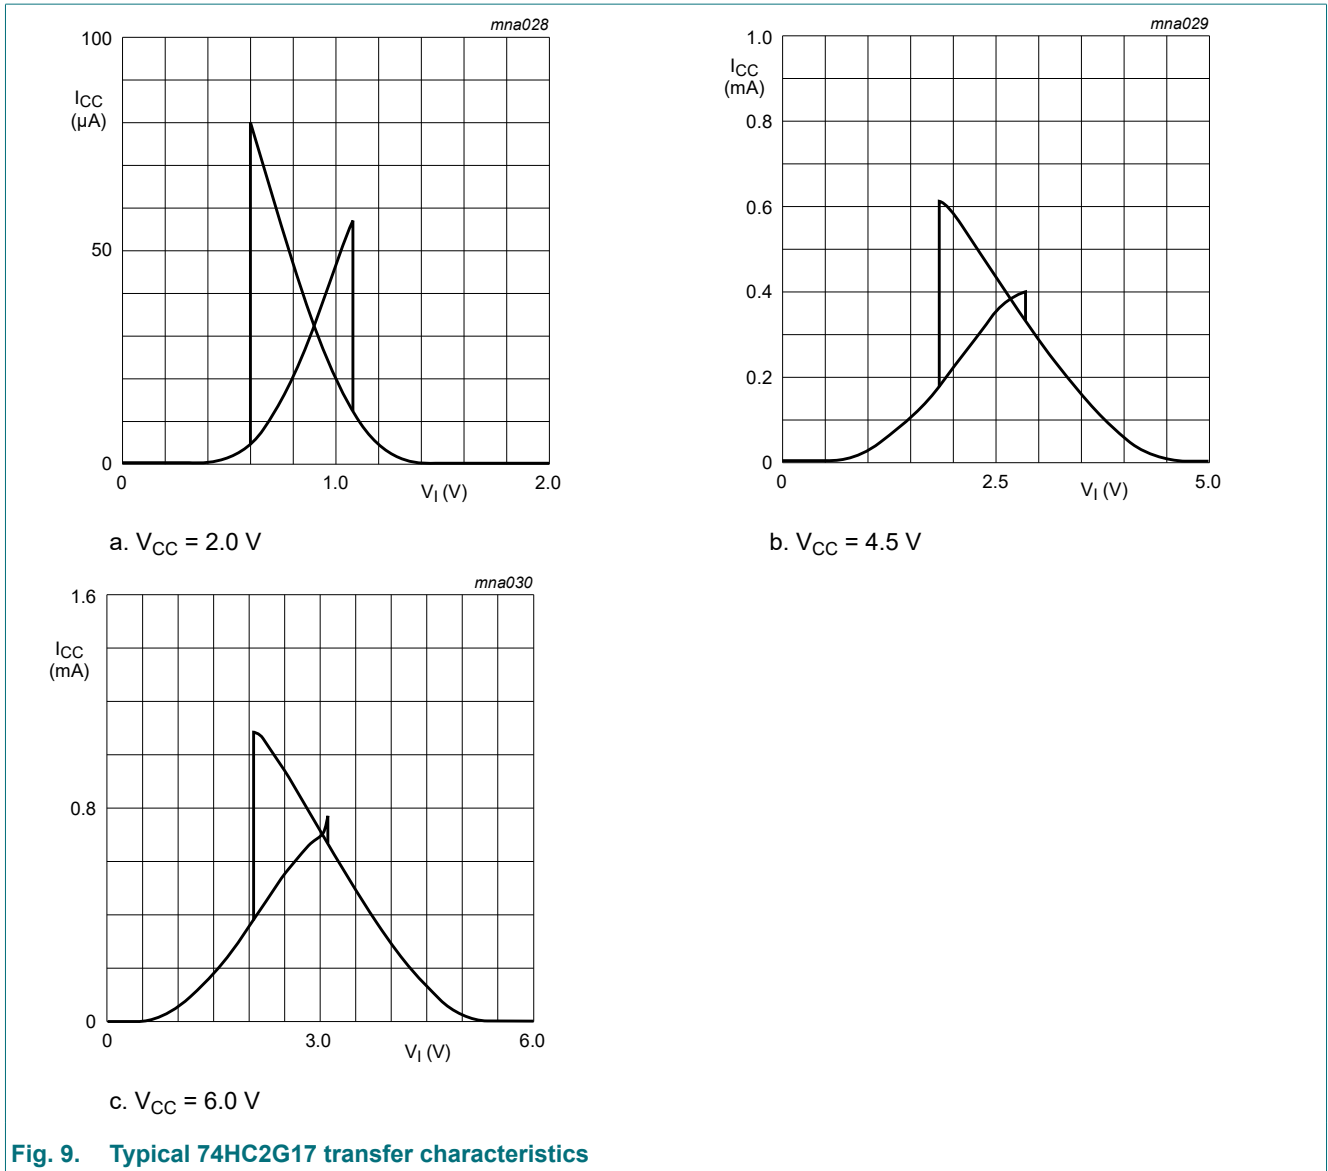 mna028
100
ICC
(μA)
50
0
0
1.0
VI (V)
2.0
a. VCC = 2.0 V
mna029
1.0
ICC
(mA)
0.8
0.6
0.4
0.2
0
0
2.5
VI (V)
5.0
b. VCC = 4.5 V
mna030
1.6
ICC
(mA)
0.8
0
0
3.0
VI (V)
6.0
c. VCC = 6.0 V
Fig. 9. Typical 74HC2G17 transfer characteristics